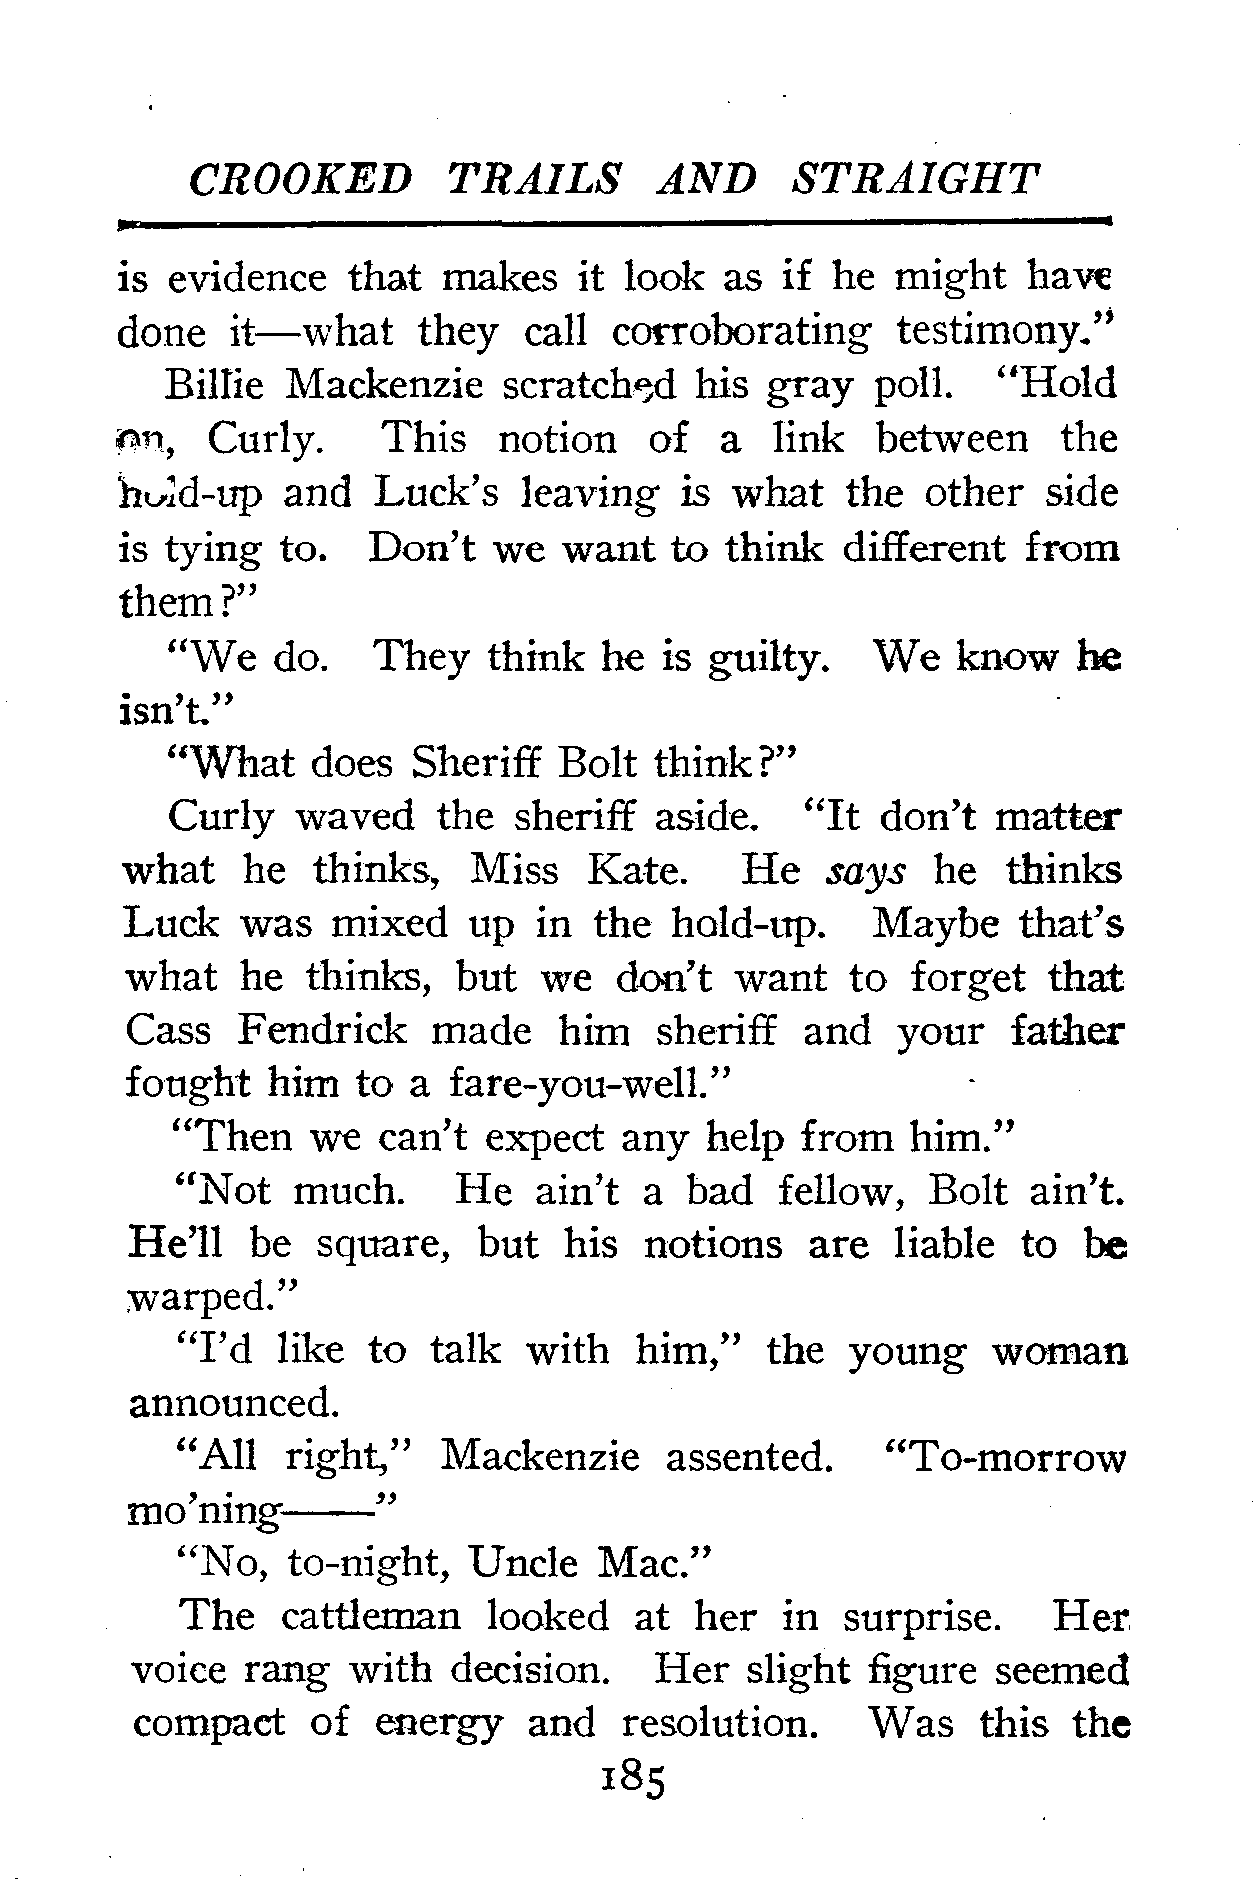 CROOKED TRAILS AND STRAIGHT
is evidence that makes it look as if he might have
done it—what they call corroborating testimony."
Billie Mackenzie scratched his gray poll. "Hold
on, Curly. This notion of a link between the
hold-up and Luck's leaving is what the other side
is tying to. Don't we want to think different from
them?"
"We do. They think he is guilty. We know he
isn't."
"What does Sheriff Bolt think?"
Curly waved the sheriff aside. "It don't matter
what he thinks, Miss Kate. He says he thinks
Luck was mixed up in the hold-up. Maybe that's
what he thinks, but we don't want to forget that
Cass Fendrick made him sheriff and your father
fought him to a fare-you-well."
"Then we can't expect any help from him."
"Not much. He ain't a bad fellow, Bolt ain't.
He'll be square, but his notions are liable to be
warped."
"I'd like to talk with him," the young woman
announced.
"All right," Mackenzie assented. "To-morrow
mo'ning——"
"No, to-night, Uncle Mac."
The cattleman looked at her in surprise. Her
voice rang with decision. Her slight figure seemed
compact of energy and resolution. Was this the
185